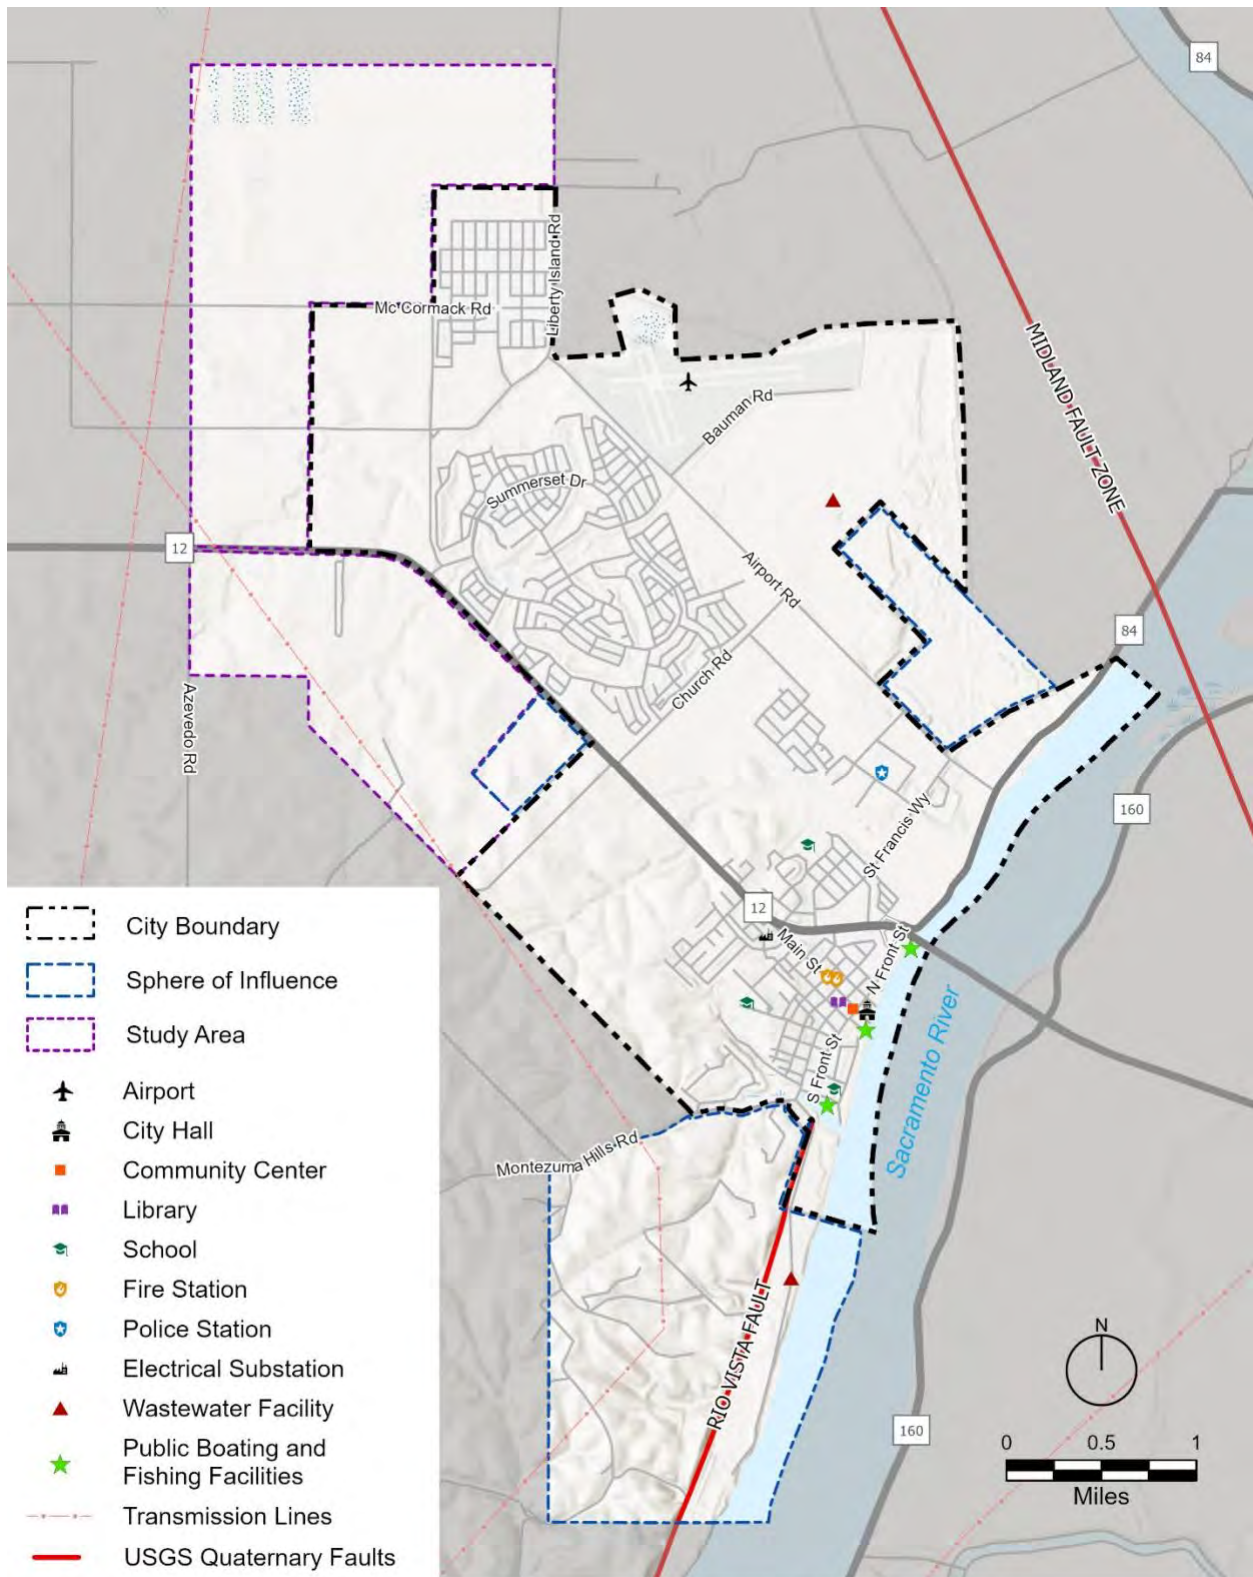 84
Liberty Island Rd
Mc Cormack Rd
MIDLAND FAULT ZONE
Bauman Rd
Summerset Dr
12
Airport Rd
84
Church Rd
Azevedo Rd
160
St Francis Wy
12
Main St
N Front St
Sacramento River
S Front St
Montezuma Hills Rd
RIO VISTA FAULT
160
City Boundary
Sphere of Influence
Study Area
Airport
City Hall
Community Center
Library
School
Fire Station
Police Station
Electrical Substation
Wastewater Facility
Public Boating and
Fishing Facilities
Transmission Lines
USGS Quaternary Faults
N
0 0.5 1
Miles